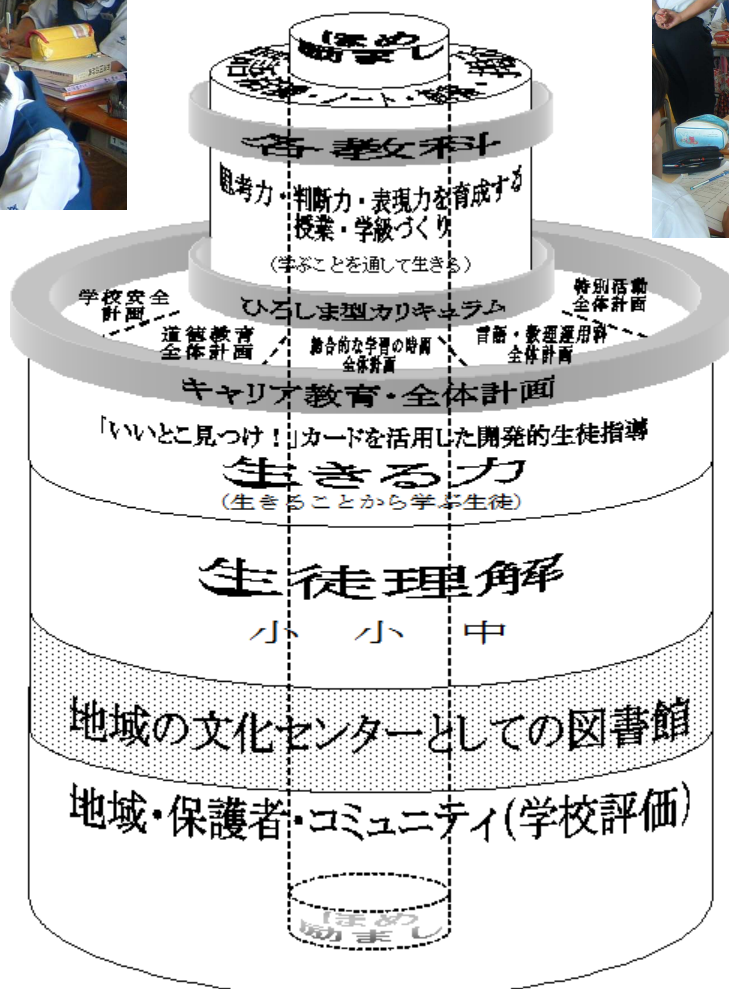 ほめ
励まし
・ノート・
各教科
思考力・判断力・表現力を育成する
授業・学級づくり
(学ぶことを通して生きる)
ひろしま型カリキュラム
学校安全
計画
道徳教育
全体計画
総合的な学習の時間
全体計画
言語・数理運用科
全体計画
特別活動
全体計画
キャリア教育・全体計画
「いいとこ見つけ!」カードを活用した開発的生徒指導
生きる力
(生きることから学ぶ生徒)
生徒理解
小 小 中
地域の文化センターとしての図書館
地域・保護者・コミュニティ(学校評価)
ほめ
励まし